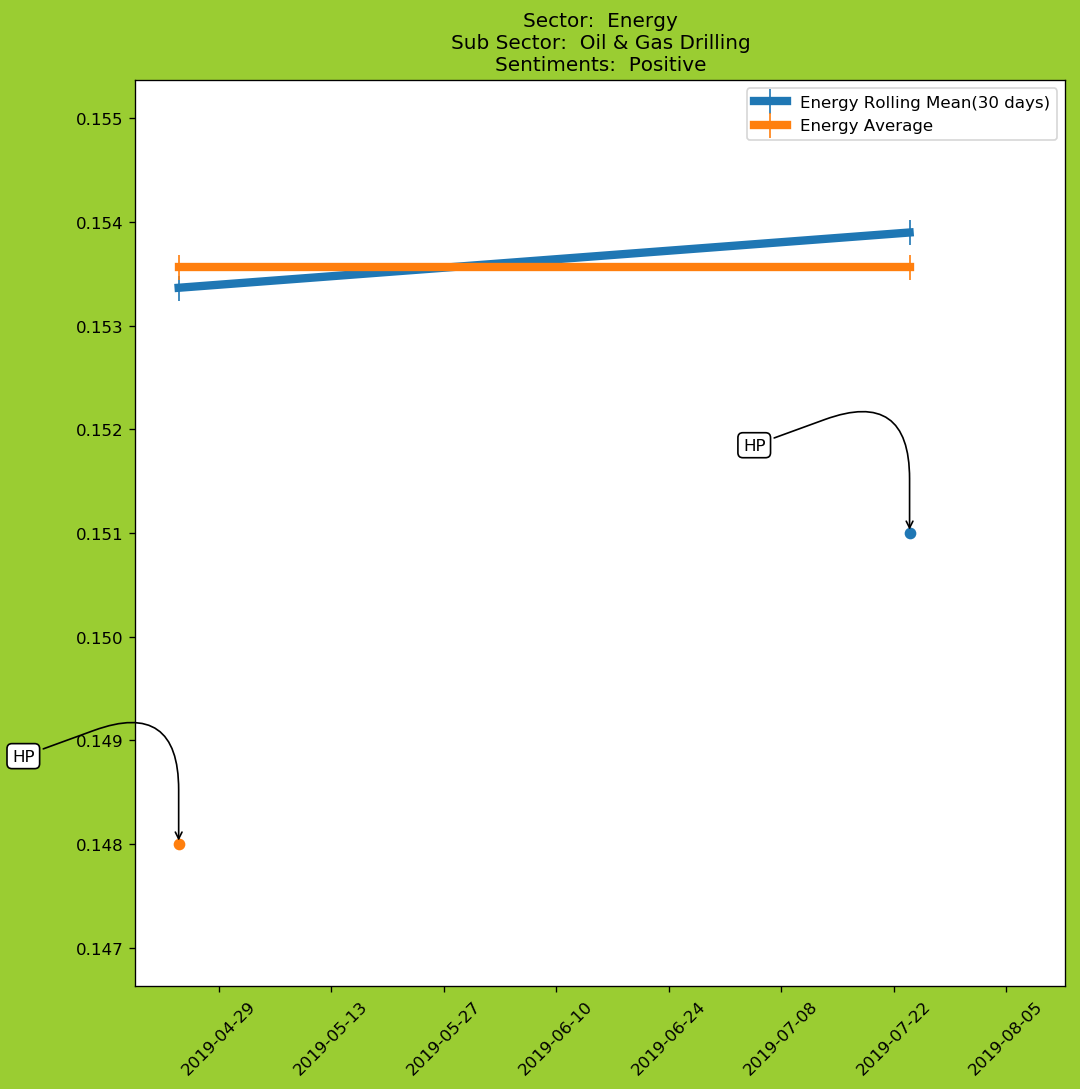 Sector:  Energy
Sub Sector:  Oil & Gas Drilling
Sentiments:  Positive
Energy Rolling Mean(30 days)
Energy Average
0.155
0.154
0.153
0.152
0.151
0.150
0.149
0.148
0.147
HP
HP
2019-04-29
2019-05-13
2019-05-27
2019-06-10
2019-06-24
2019-07-08
2019-07-22
2019-08-05